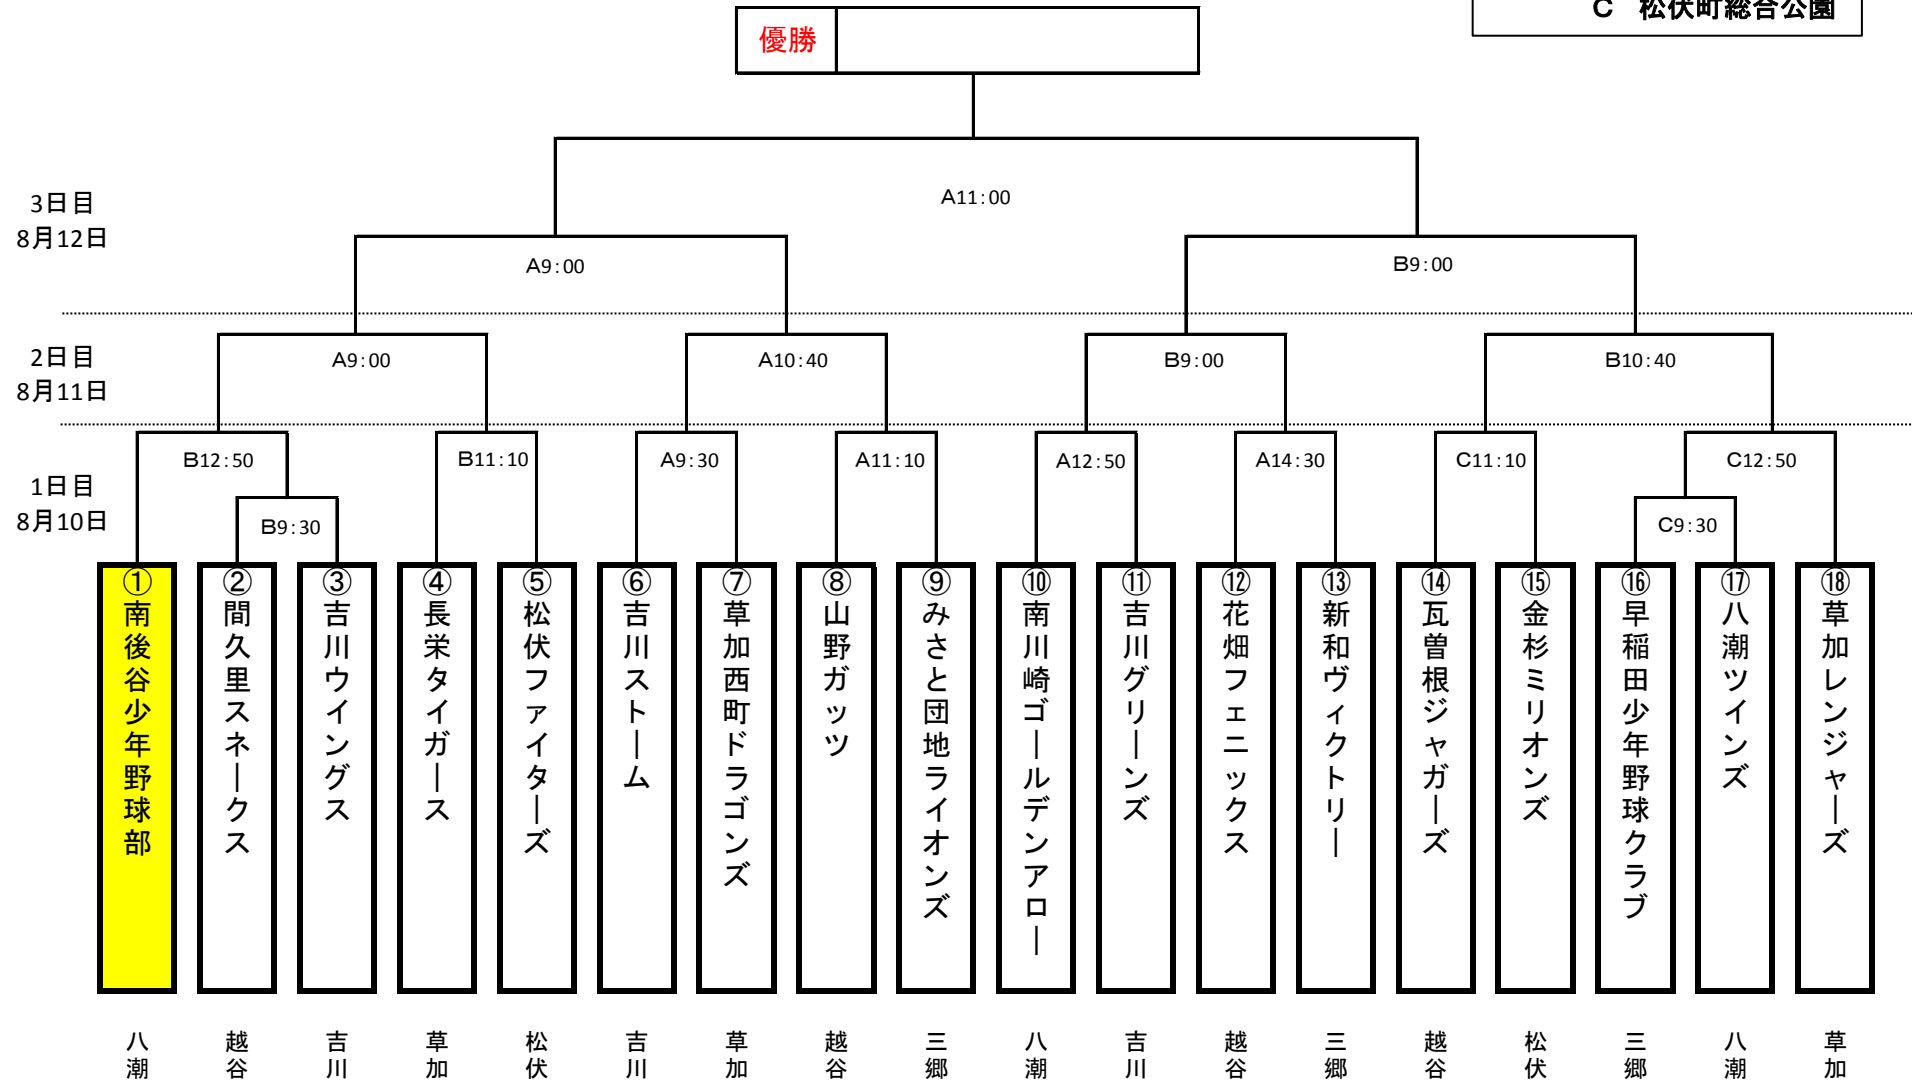 C 松伏町総合公園
優勝
A11:00
3日目
8月12日
A9:00
B9:00
2日目
8月11日
A9:00
A10:40
B9:00
B10:40
1日目
8月10日
B12:50
B11:10
A9:30
A11:10
A12:50
A14:30
C11:10
C12:50
B9:30
C9:30
①南後谷少年野球部
②間久里スネークス
③吉川ウイングス
④長栄タイガース
⑤松伏ファイターズ
⑥吉川ストーム
⑦草加西町ドラゴンズ
⑧山野ガッツ
⑨みさと団地ライオンズ
⑩南川崎ゴールデンアロー
⑪吉川グリーンズ
⑫花畑フェニックス
⑬新和ヴィクトリー
⑭瓦曽根ジャガーズ
⑮金杉ミリオンズ
⑯早稲田少年野球クラブ
⑰八潮ツインズ
⑱草加レンジャーズ
八潮
越谷
吉川
草加
松伏
吉川
草加
越谷
三郷
八潮
吉川
越谷
三郷
越谷
松伏
三郷
八潮
草加